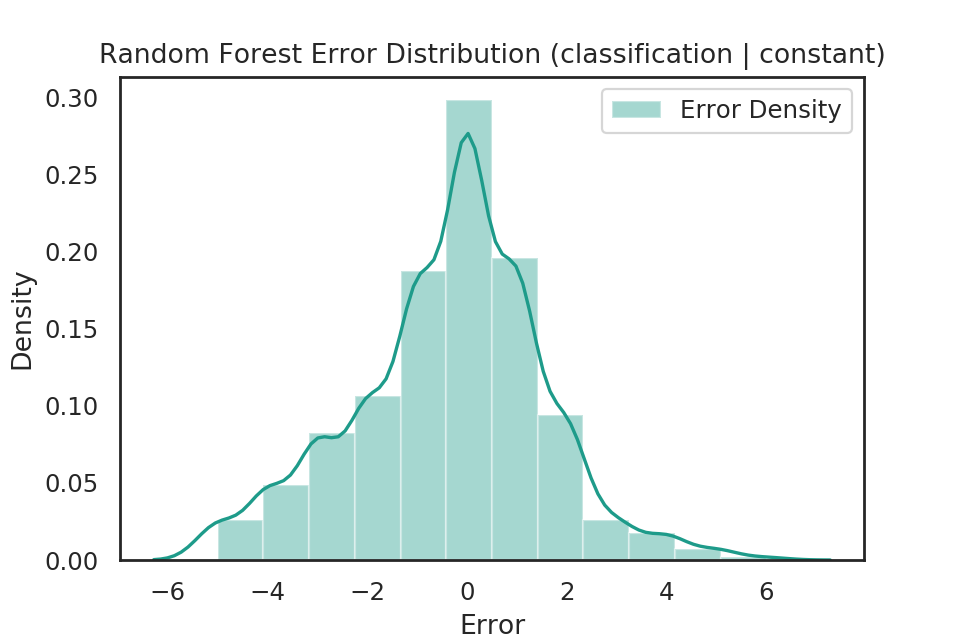 Random Forest Error Distribution (classification | constant)
Error Density
0.30
0.25
0.20
0.15
0.10
0.05
0.00
Density
−6 −4 −2 0 2 4 6
Error